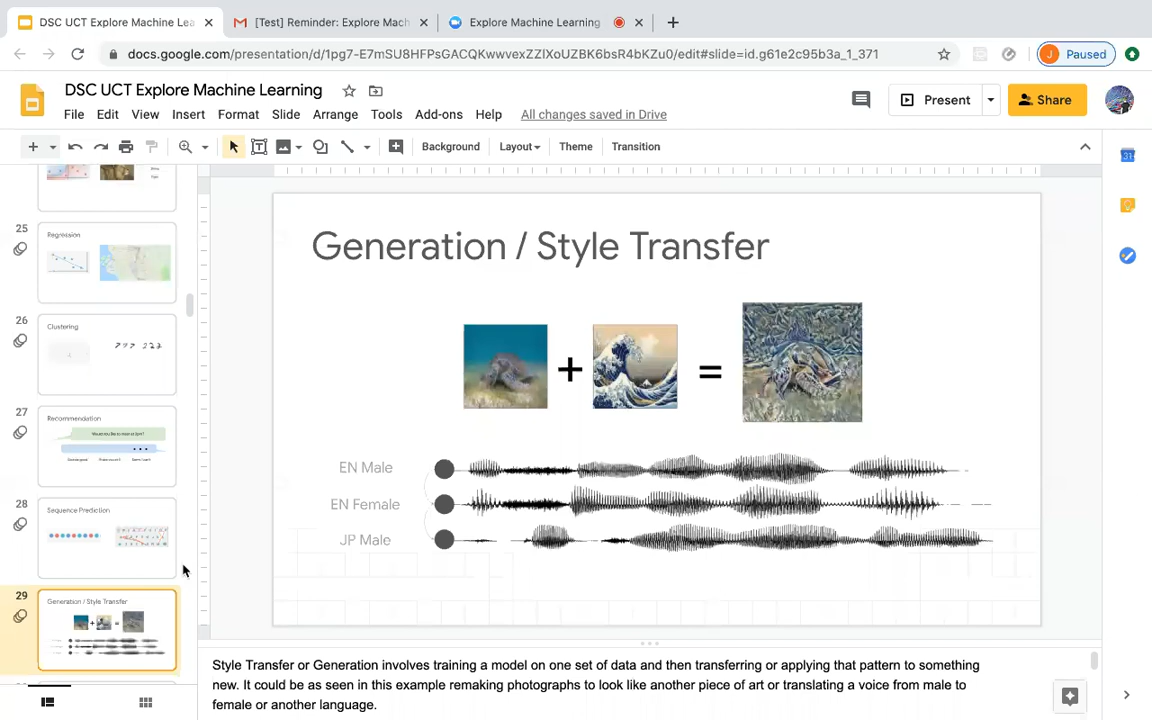 DSC UCT Explore Machine Lea
[Test] Reminder: Explore Mach
Explore Machine Learning
docs.google.com/presentation/d/1pg7-E7mSU8HFPsGACQKwwvexZZIXoUZBK6bsR4bKZu0/edit#slide=id.g61e2c95b3a_1_371
J
Paused
DSC UCT Explore Machine Learning
Present
Share
File Edit View Insert Format Slide Arrange Tools Add-ons Help All changes saved in Drive
Background Layout Theme Transition
31
25
Regression
26
Clustering
27
Recommendation
28
Sequence Prediction
29
Generation / Style Transfer
Generation / Style Transfer
+ =
EN Male
EN Female
JP Male
Style Transfer or Generation involves training a model on one set of data and then transferring or applying that pattern to something
new. It could be as seen in this example remaking photographs to look like another piece of art or translating a voice from male to
female or another language.